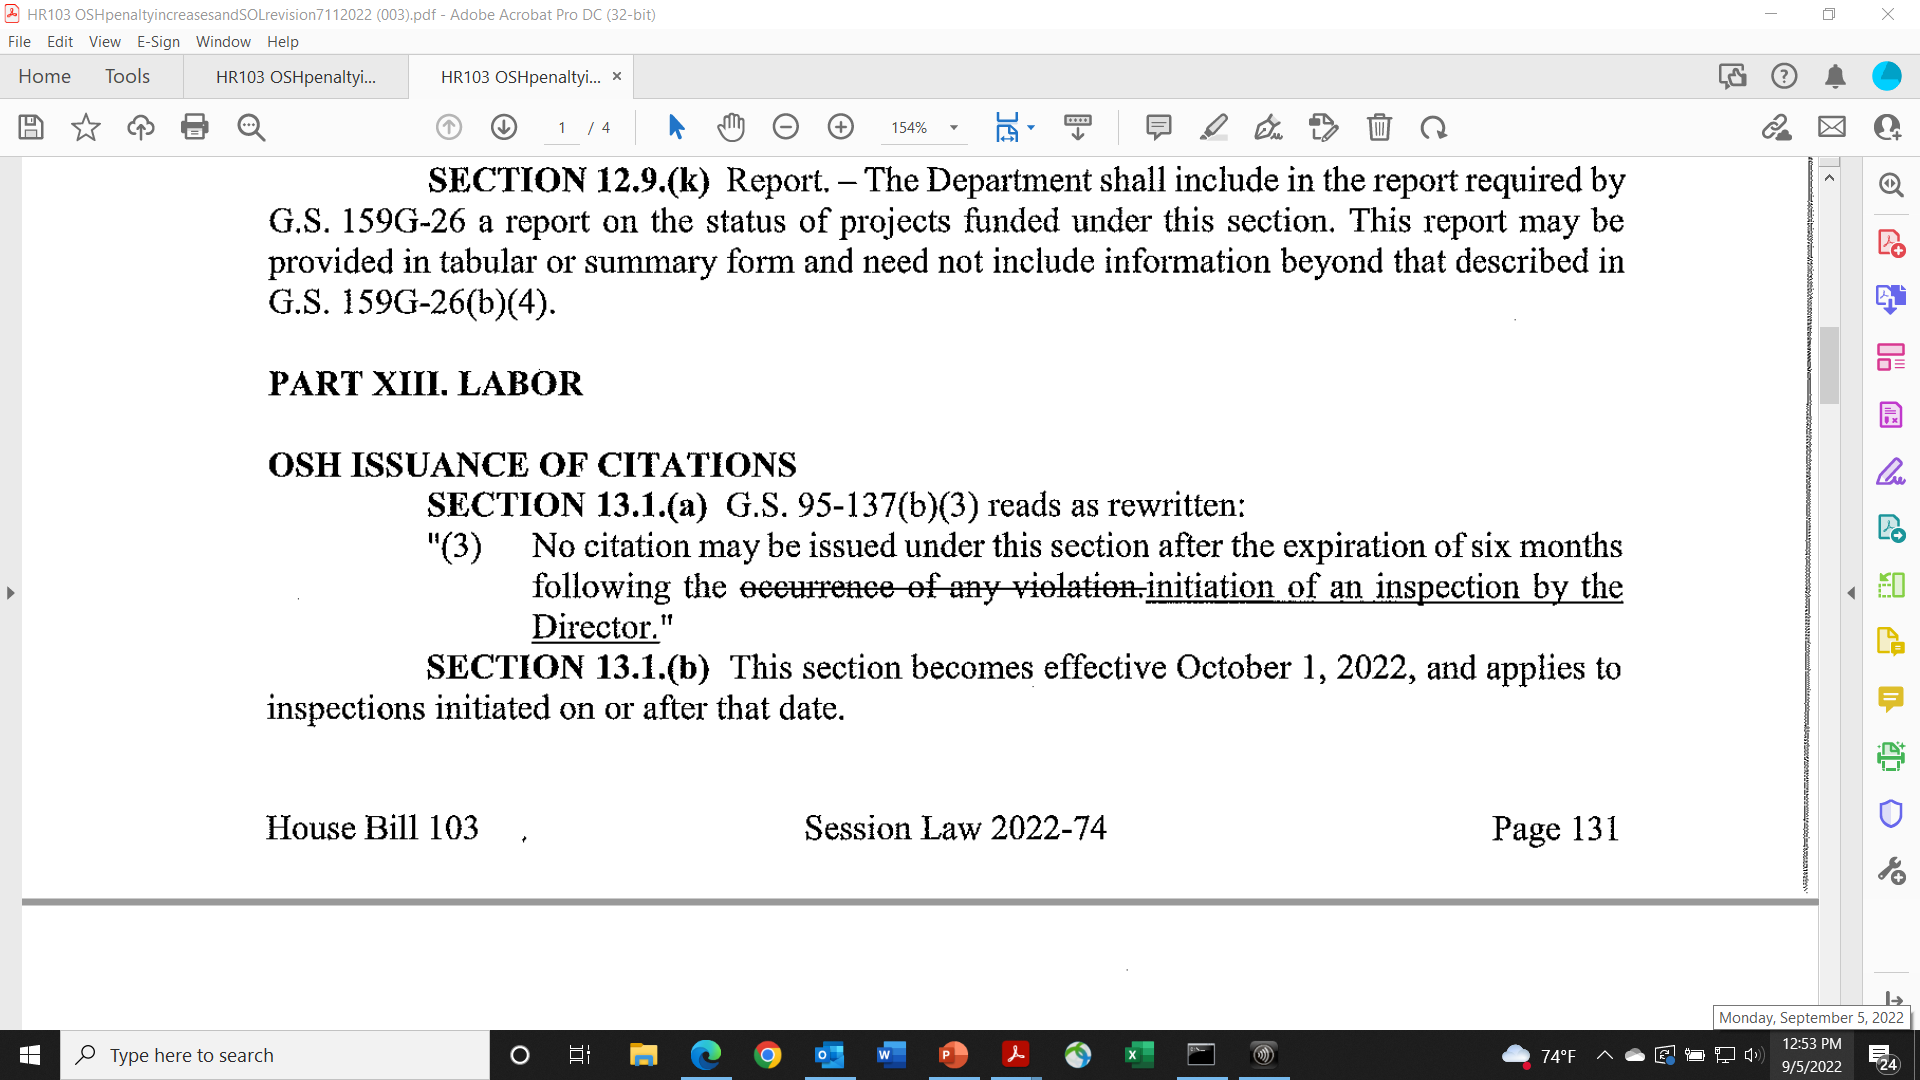 HR103 OSHpenaltyincreasesandSOLrevision7112022 (003).pdf - Adobe Acrobat Pro DC (32-bit)
File Edit View E-Sign Window Help
Home Tools HR103 OSHpenaltyi... HR103 OSHpenaltyi... ×
1 / 4 154%
SECTION 12.9.(k) Report. – The Department shall include in the report required by
G.S. 159G-26 a report on the status of projects funded under this section. This report may be
provided in tabular or summary form and need not include information beyond that described in
G.S. 159G-26(b)(4).
PART XIII. LABOR
OSH ISSUANCE OF CITATIONS
SECTION 13.1.(a) G.S. 95-137(b)(3) reads as rewritten:
"(3) No citation may be issued under this section after the expiration of six months
following the occurrence of any violation.initiation of an inspection by the
Director."
SECTION 13.1.(b) This section becomes effective October 1, 2022, and applies to
inspections initiated on or after that date.
House Bill 103 Session Law 2022-74 Page 131
Monday, September 5, 2022
Type here to search
74°F
12:53 PM
9/5/2022
24